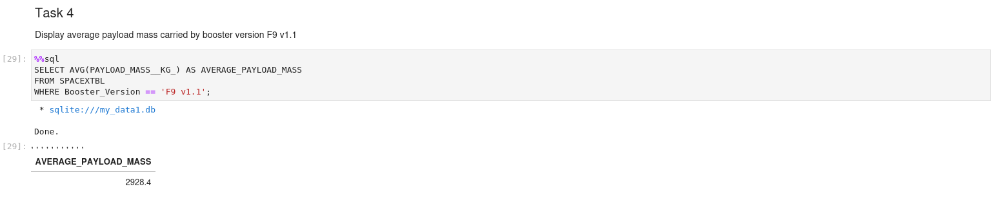 Task 4
Display average payload mass carried by booster version F9 v1.1
[29]: %%sql
SELECT AVG(PAYLOAD_MASS__KG_) AS AVERAGE_PAYLOAD_MASS
FROM SPACEXTBL
WHERE Booster_Version == 'F9 v1.1';
* sqlite:///my_data1.db
Done.
[29]: , , , , , , , , , , ,
AVERAGE_PAYLOAD_MASS
2928.4